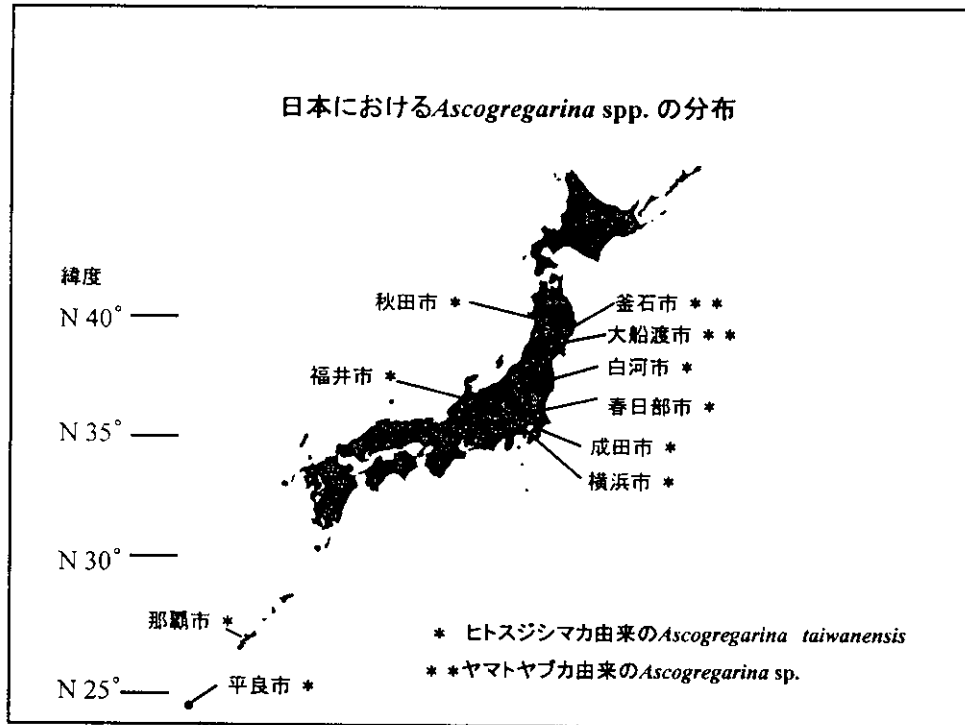 日本におけるAscogregarina spp. の分布
緯度
N 40°
N 35°
N 30°
N 25°
秋田市 *
福井市 *
釜石市 * *
大船渡市 * *
白河市 *
春日部市 *
成田市 *
横浜市 *
那覇市 *
平良市 *
* ヒトスジシマカ由来のAscogregarina taiwanensis
* *ヤマトヤブカ由来のAscogregarina sp.